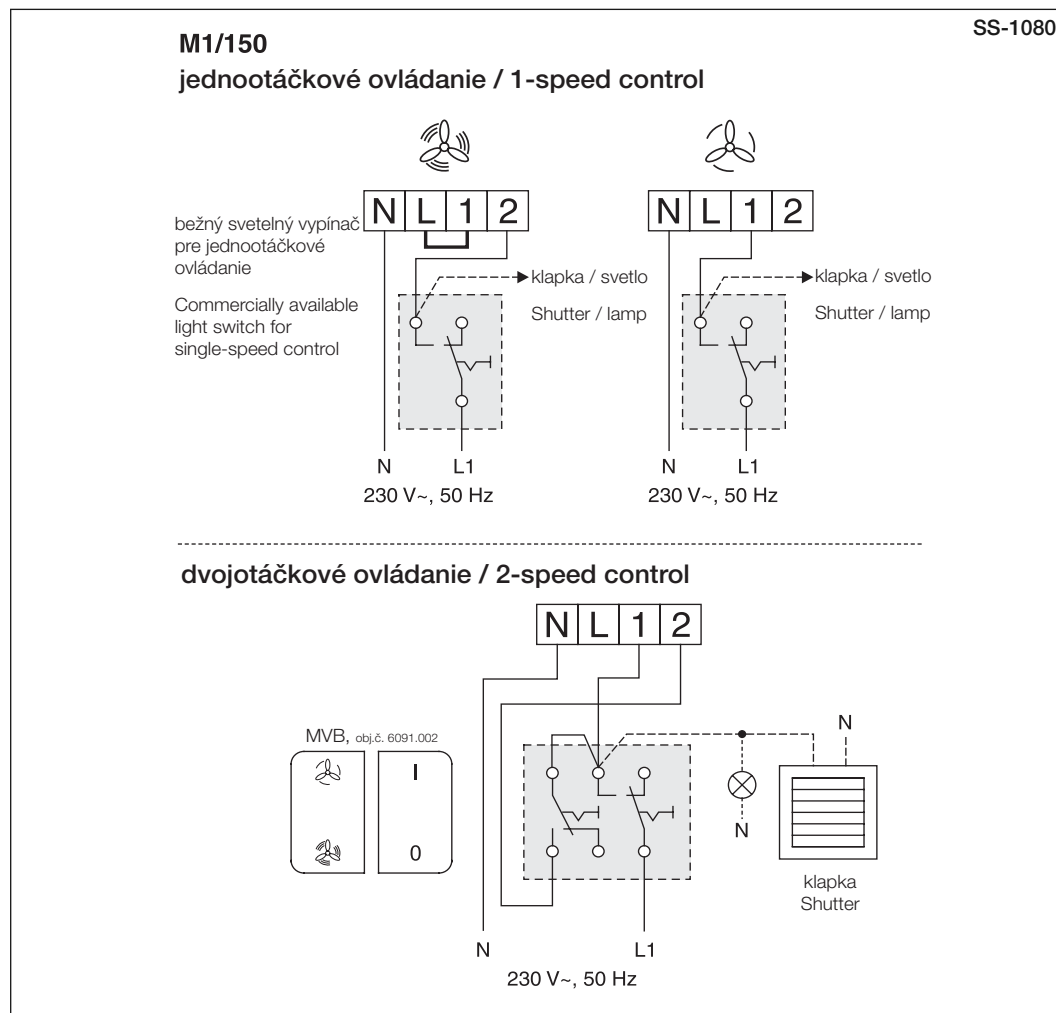 SS-1080
M1/150
jednootáčkové ovládanie / 1-speed control
N L 1 2
N L 1 2
bežný svetelný vypínač
pre jednootáčkové
ovládanie
Commercially available
light switch for
single-speed control
klapka / svetlo
Shutter / lamp
klapka / svetlo
Shutter / lamp
N L1
230 V~, 50 Hz
N L1
230 V~, 50 Hz
dvojotáčkové ovládanie / 2-speed control
N L 1 2
MVB, obj.č. 6091.002
I
0
N
N
klapka
Shutter
N L1
230 V~, 50 Hz